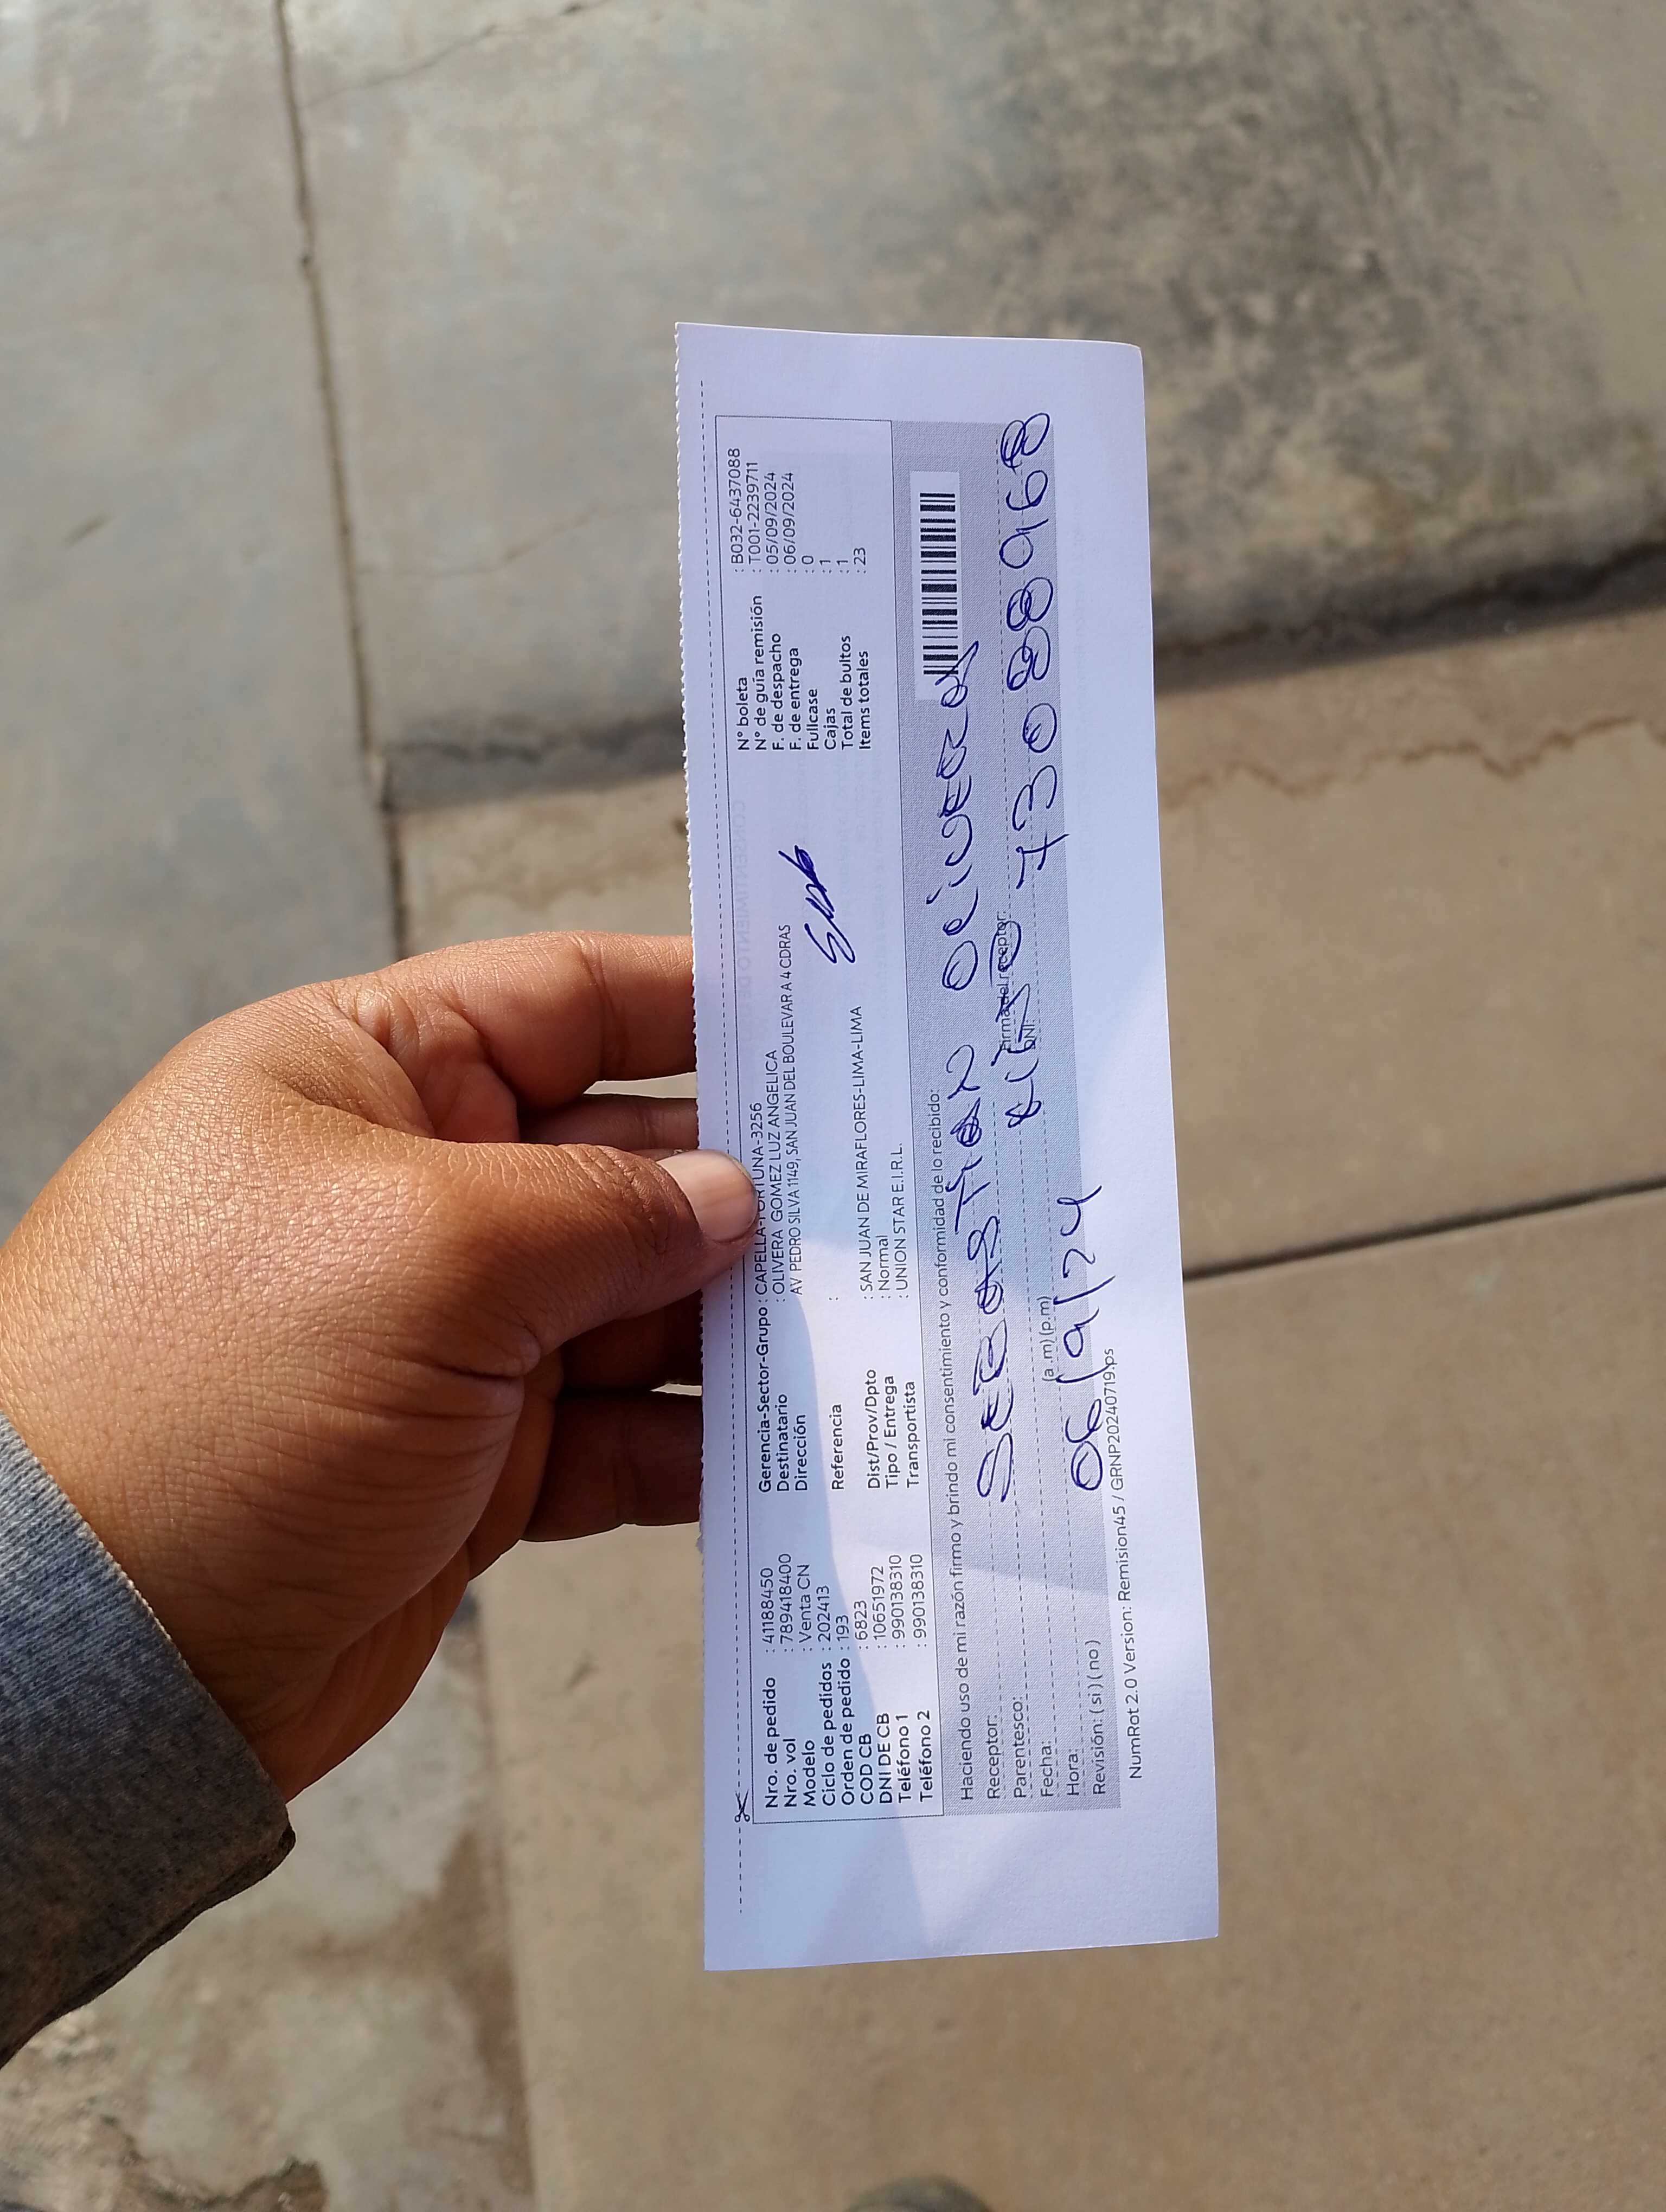 Nro. de pedido : 41188450
Nro. vol : 789418400
Modelo : Venta CN
Ciclo de pedidos : 202413
Orden de pedido : 193
COD CB : 6823
DNI DE CB : 10651972
Teléfono 1 : 990138310
Teléfono 2 : 990138310
Gerencia-Sector-Grupo : CAPELLA-FORTUNA-3256
Destinatario : OLIVERA GOMEZ LUZ ANGELICA
Dirección AV PEDRO SILVA 1149, SAN JUAN DEL BOULEVAR A 4 CDRAS
Referencia :
Dist/Prov/Dpto : SAN JUAN DE MIRAFLORES-LIMA-LIMA
Tipo / Entrega : Normal
Transportista : UNION STAR E.I.R.L.
N° boleta : B032-6437088
N° de guía remisión : T001-2239711
F. de despacho : 05/09/2024
F. de entrega : 06/09/2024
Fullcase : 0
Cajas : 1
Total de bultos : 1
Items totales : 23
Haciendo uso de mi razón firmo y brindo mi consentimiento y conformidad de lo recibido:
Receptor: SEBASTIAN OLIVERA
Parentesco: Firma del receptor:
Fecha: DNI: 73088968
Hora: (a.m) (p.m) 06/9/24
Revisión: ( si ) ( no )
NumRot 2.0 Version: Remision45 / GRNP20240719.ps